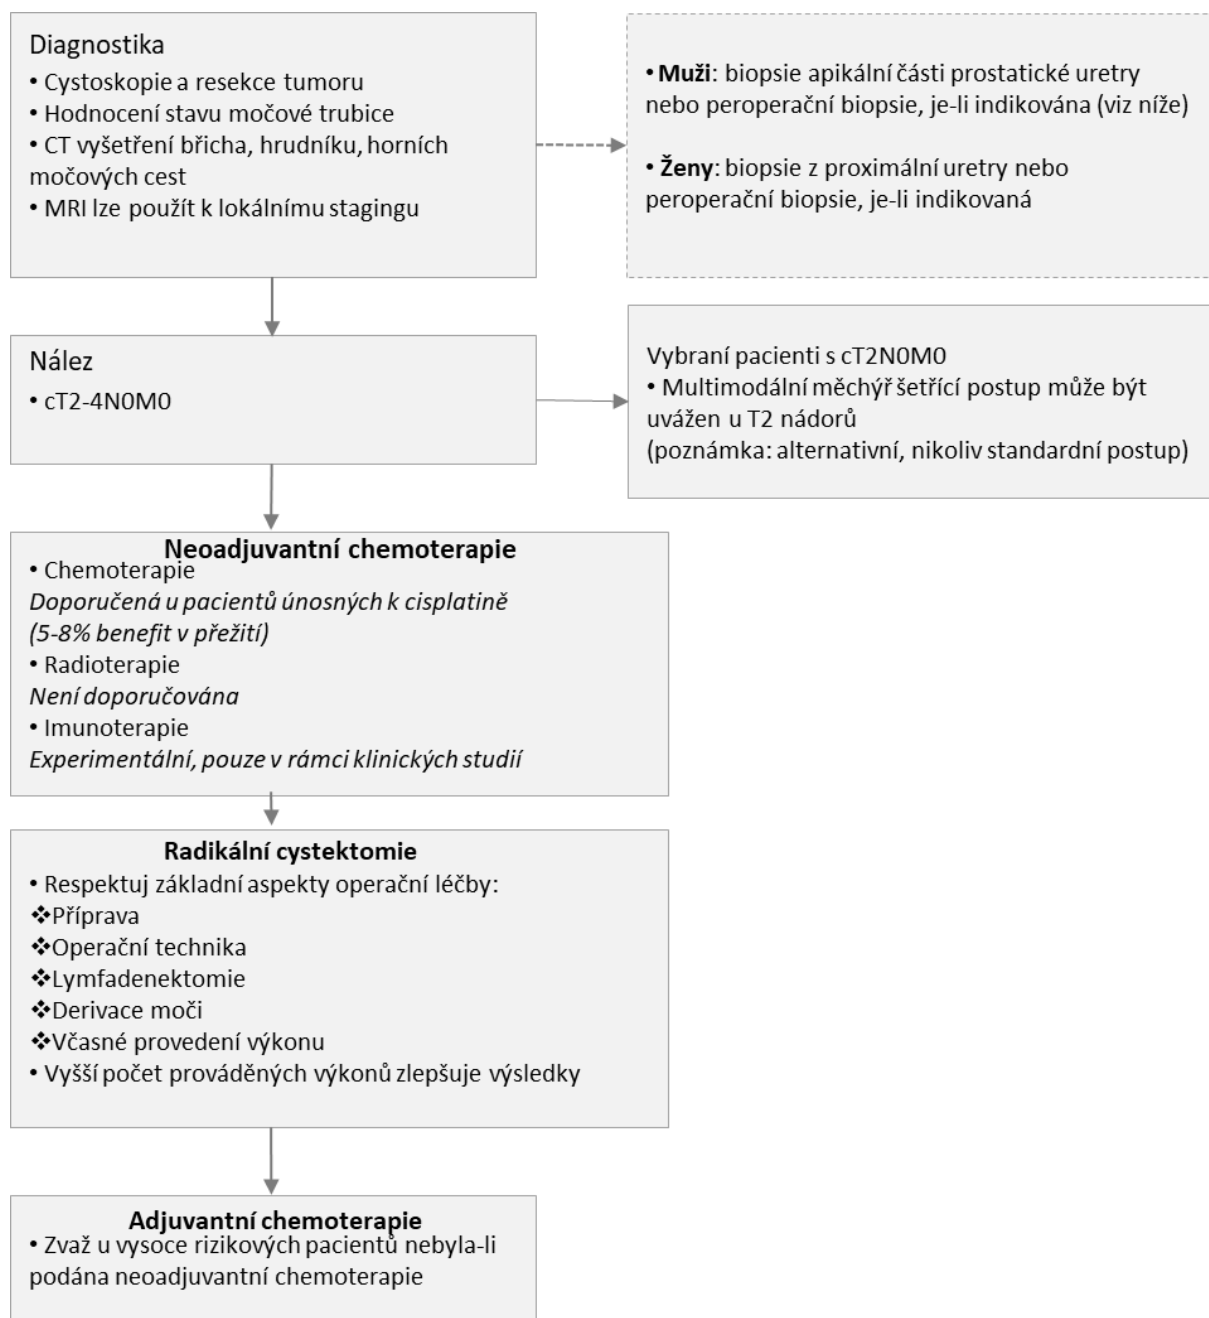 Diagnostika
• Cystoskopie a resekce tumoru
• Hodnocení stavu močové trubice
• CT vyšetření břicha, hrudníku, horních
močových cest
• MRI lze použít k lokálnímu stagingu
• Muži: biopsie apikální části prostatické uretry
nebo peroperační biopsie, je-li indikována (viz níže)
• Ženy: biopsie z proximální uretry nebo
peroperační biopsie, je-li indikovaná
Nález
• cT2-4N0M0
Vybraní pacienti s cT2N0M0
• Multimodální měchýř šetřící postup může být
uvážen u T2 nádorů
(poznámka: alternativní, nikoliv standardní postup)
Neoadjuvantní chemoterapie
• Chemoterapie
Doporučená u pacientů únosných k cisplatině
(5-8% benefit v přežití)
• Radioterapie
Není doporučována
• Imunoterapie
Experimentální, pouze v rámci klinických studií
Radikální cystektomie
• Respektuj základní aspekty operační léčby:
❖Příprava
❖Operační technika
❖Lymfadenektomie
❖Derivace moči
❖Včasné provedení výkonu
• Vyšší počet prováděných výkonů zlepšuje výsledky
Adjuvantní chemoterapie
• Zvaž u vysoce rizikových pacientů nebyla-li
podána neoadjuvantní chemoterapie